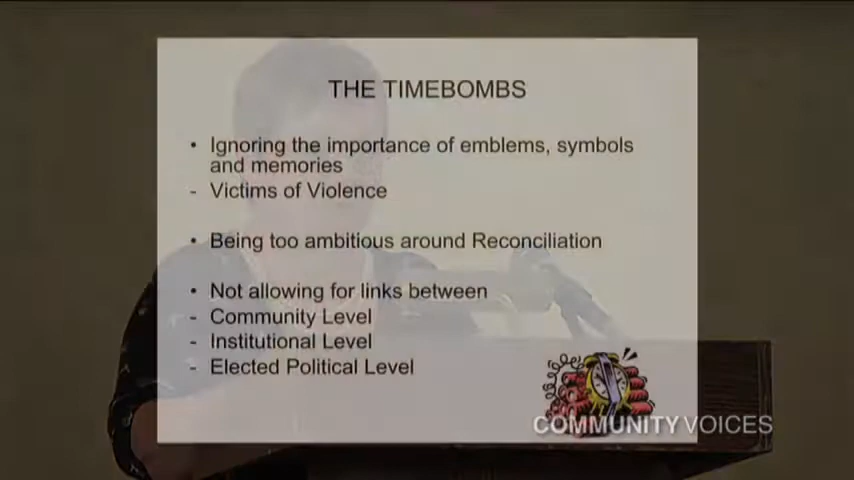 THE TIMEBOMBS
• Ignoring the importance of emblems, symbols
and memories
- Victims of Violence
• Being too ambitious around Reconciliation
• Not allowing for links between
- Community Level
- Institutional Level
- Elected Political Level
COMMUNITY VOICES